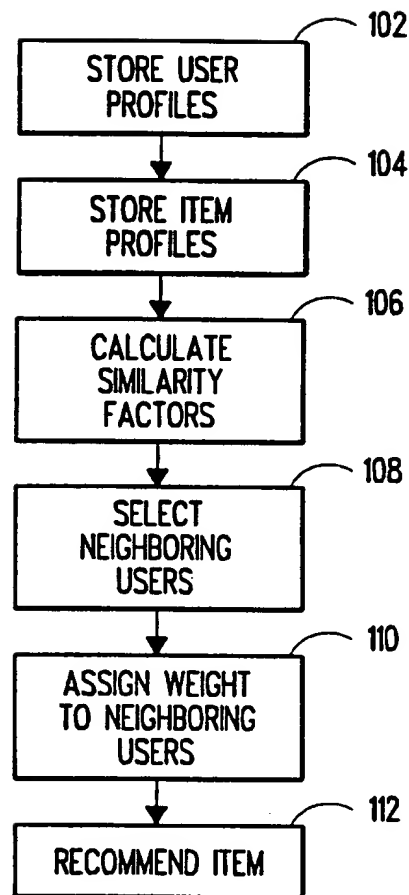 102
STORE USER
PROFILES
104
STORE ITEM
PROFILES
106
CALCULATE
SIMILARITY
FACTORS
108
SELECT
NEIGHBORING
USERS
110
ASSIGN WEIGHT
TO NEIGHBORING
USERS
112
RECOMMEND ITEM